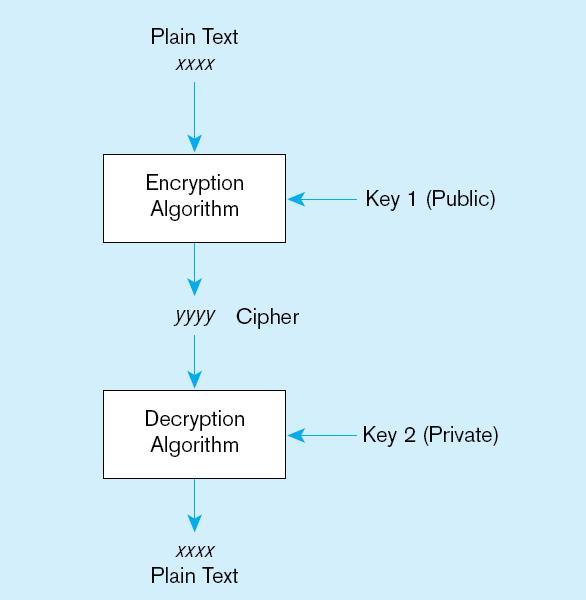 Plain Text
xxxx
Encryption
Algorithm
Key 1 (Public)
yyyy Cipher
Decryption
Algorithm
Key 2 (Private)
xxxx
Plain Text